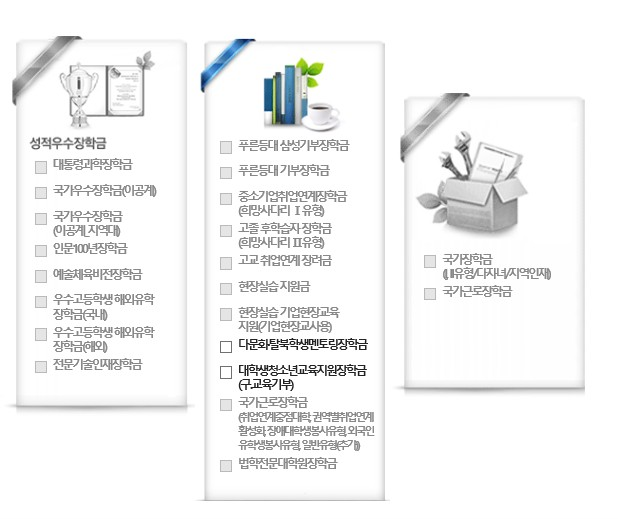 성적우수장학금
대통령과학장학금
국가우수장학금(이공계)
국가우수장학금
(이공계_지역대)
인문100년장학금
예술체육비전장학금
우수고등학생 해외유학
장학금(국내)
우수고등학생 해외유학
장학금(해외)
전문기술인재장학금
푸른등대 삼성기부장학금
푸른등대 기부장학금
중소기업취업연계장학금
(희망사다리 Ⅰ유형)
고졸 후학습자 장학금
(희망사다리 Ⅱ유형)
고교 취업연계 장려금
현장실습 지원금
현장실습 기업현장교육
지원(기업현장교사용)
다문화탈북학생멘토링장학금
대학생청소년교육지원장학금
(구.교육기부)
국가근로장학금
(취업연계중점대학, 권역별취업연계
활성화, 장애대학생봉사유형, 외국인
유학생봉사유형, 일반유형(추가))
법학전문대학원장학금
국가장학금
(I,II유형/다자녀/지역인재)
국가근로장학금